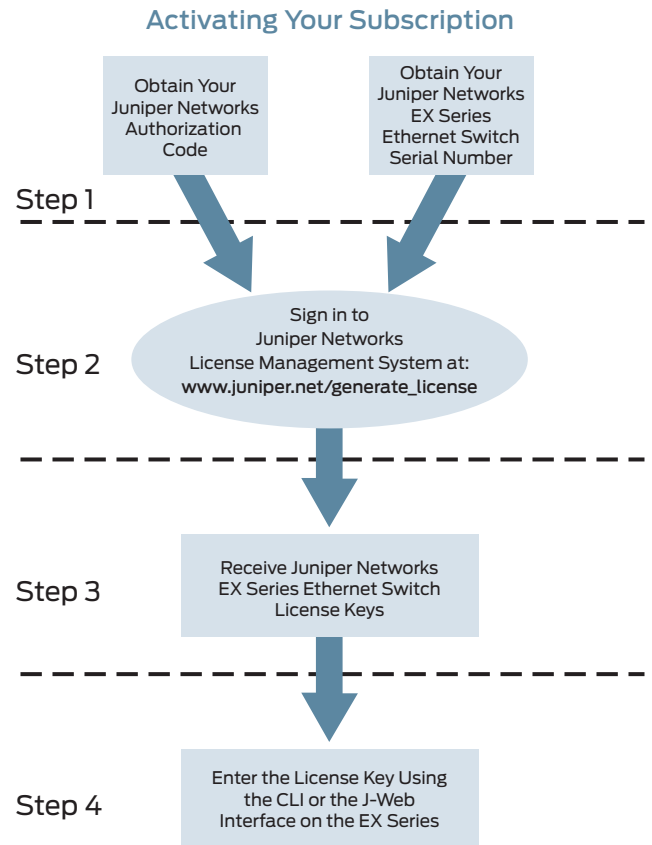 Activating Your Subscription
Obtain Your
Juniper Networks
Authorization
Code
Obtain Your
Juniper Networks
EX Series
Ethernet Switch
Serial Number
Step 1
Step 2
Sign in to
Juniper Networks
License Management System at:
www.juniper.net/generate_license
Step 3
Receive Juniper Networks
EX Series Ethernet Switch
License Keys
Step 4
Enter the License Key Using
the CLI or the J-Web
Interface on the EX Series